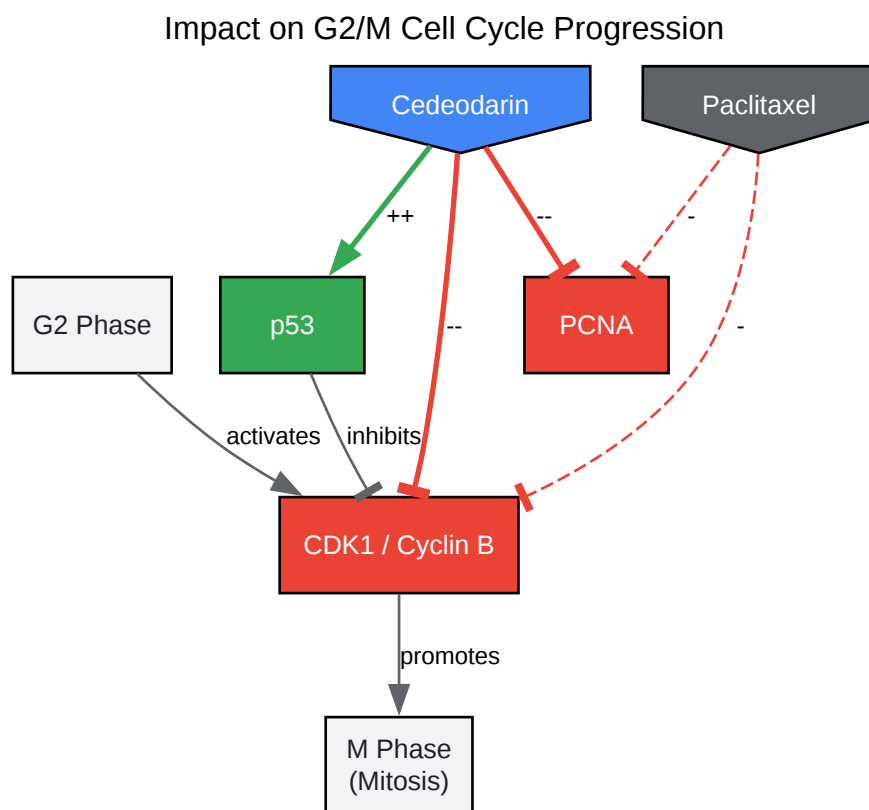 Impact on G2/M Cell Cycle Progression
Cedeodarin
Paclitaxel
++
--
-
G2 Phase
p53
--
PCNA
-
activates
inhibits
CDK1 / Cyclin B
promotes
M Phase
(Mitosis)